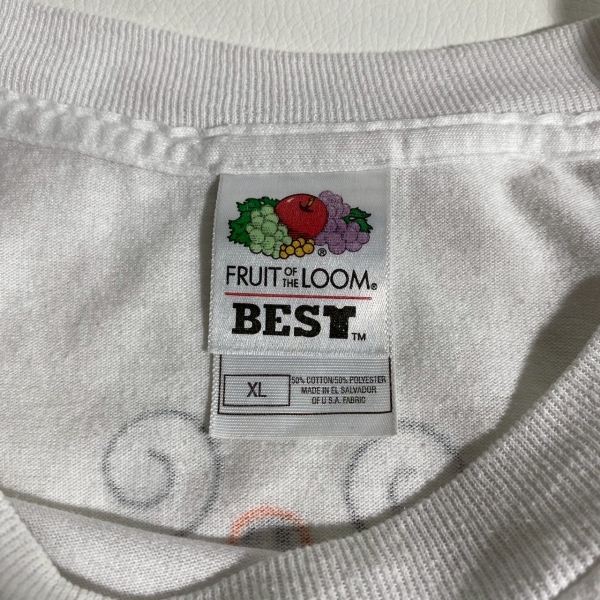 ®
FRUIT OF THE LOOM®
BEST™
XL
50% COTTON/50% POLYESTER
MADE IN EL SALVADOR
OF U.S.A. FABRIC